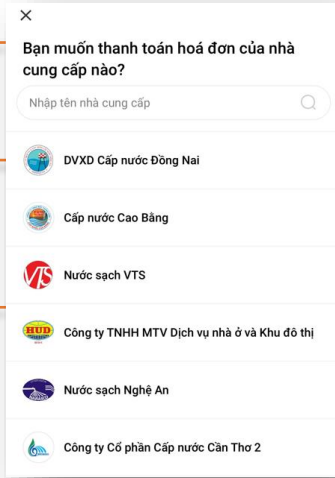 Bạn muốn thanh toán hoá đơn của nhà
cung cấp nào?
Nhập tên nhà cung cấp
DVXD Cấp nước Đồng Nai
Cấp nước Cao Bằng
VTS
Nước sạch VTS
HUD
Công ty TNHH MTV Dịch vụ nhà ở và Khu đô thị
Nước sạch Nghệ An
Công ty Cổ phần Cấp nước Cần Thơ 2